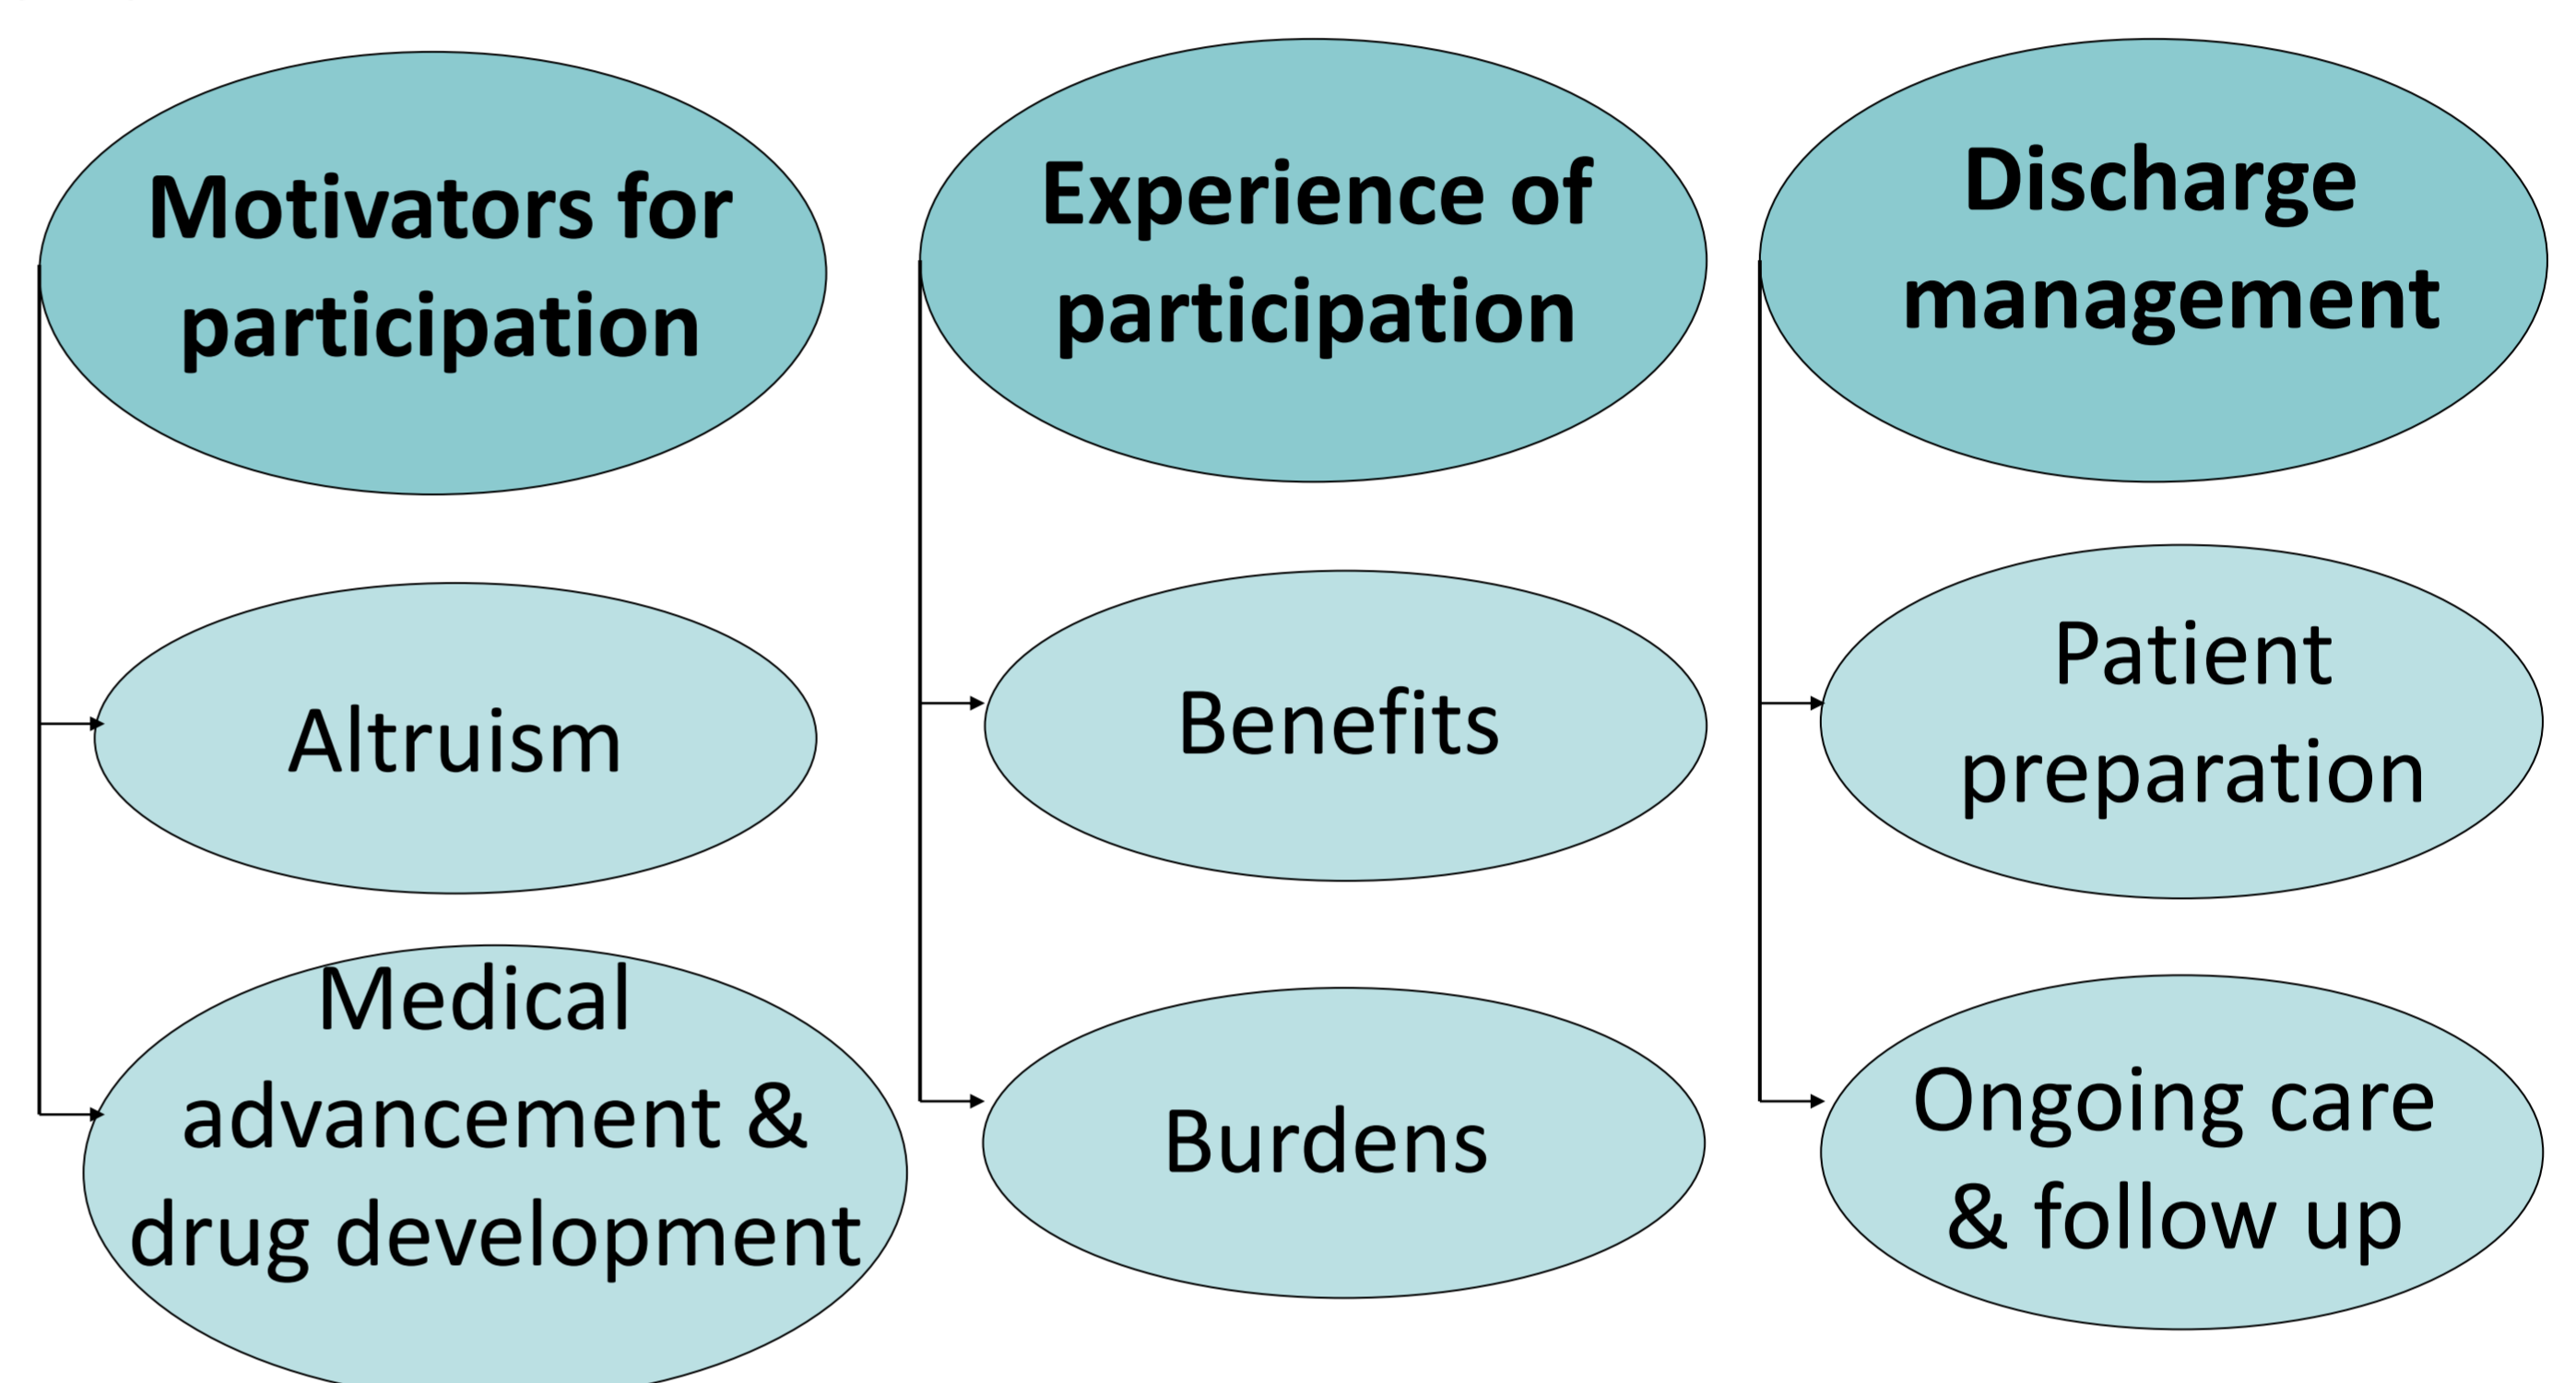 Motivators for
participation
Altruism
Medical
advancement &
drug development
Experience of
participation
Benefits
Burdens
Discharge
management
Patient
preparation
Ongoing care
& follow up